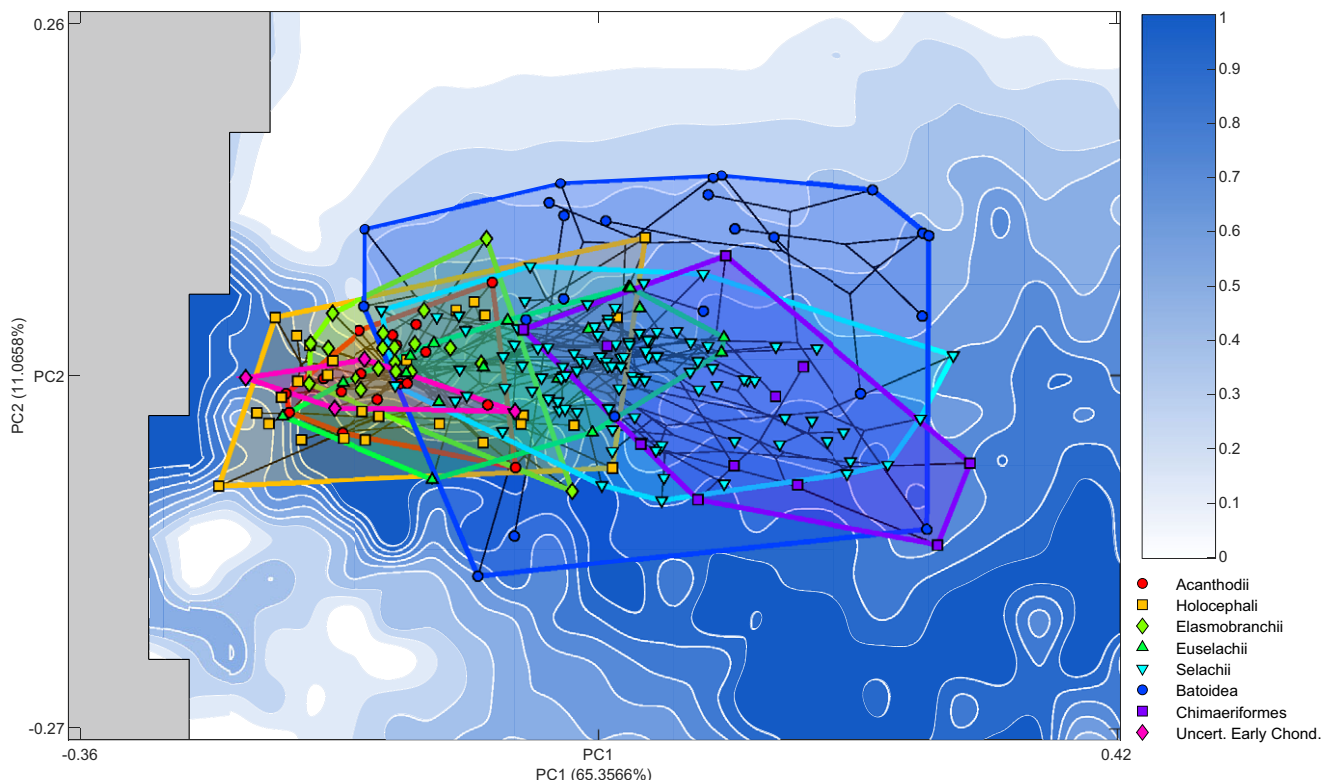 0.26
PC2
PC2 (11.0658%)
-0.27
-0.36
PC1
0.42
PC1 (65.3566%)
1
0.9
0.8
0.7
0.6
0.5
0.4
0.3
0.2
0.1
0
Acanthodii
Holocephali
Elasmobranchii
Euselachii
Selachii
Batoidea
Chimaeriformes
Uncert. Early Chond.